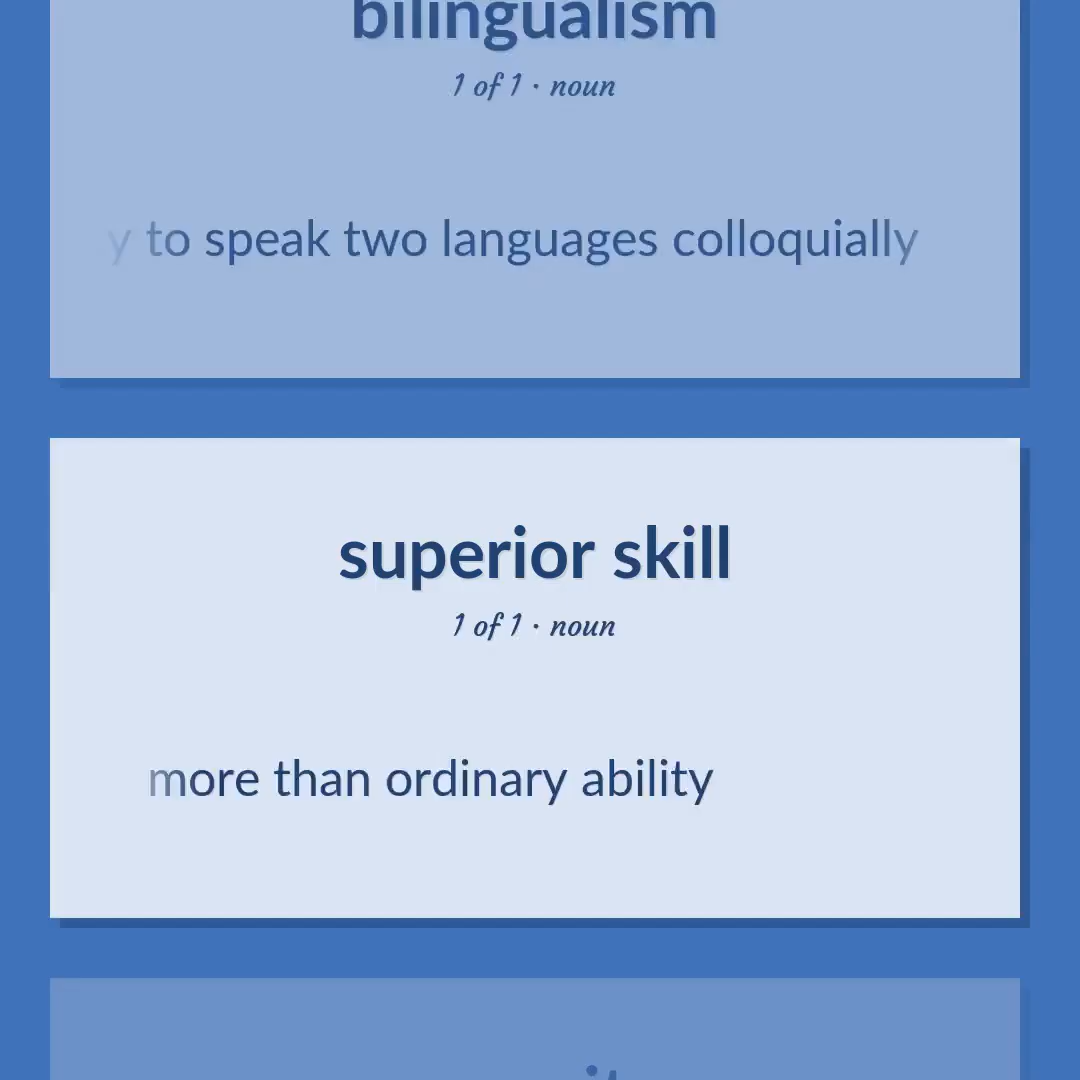 bilingualism
1 of 1 · noun
y to speak two languages colloquially
superior skill
1 of 1 · noun
more than ordinary ability